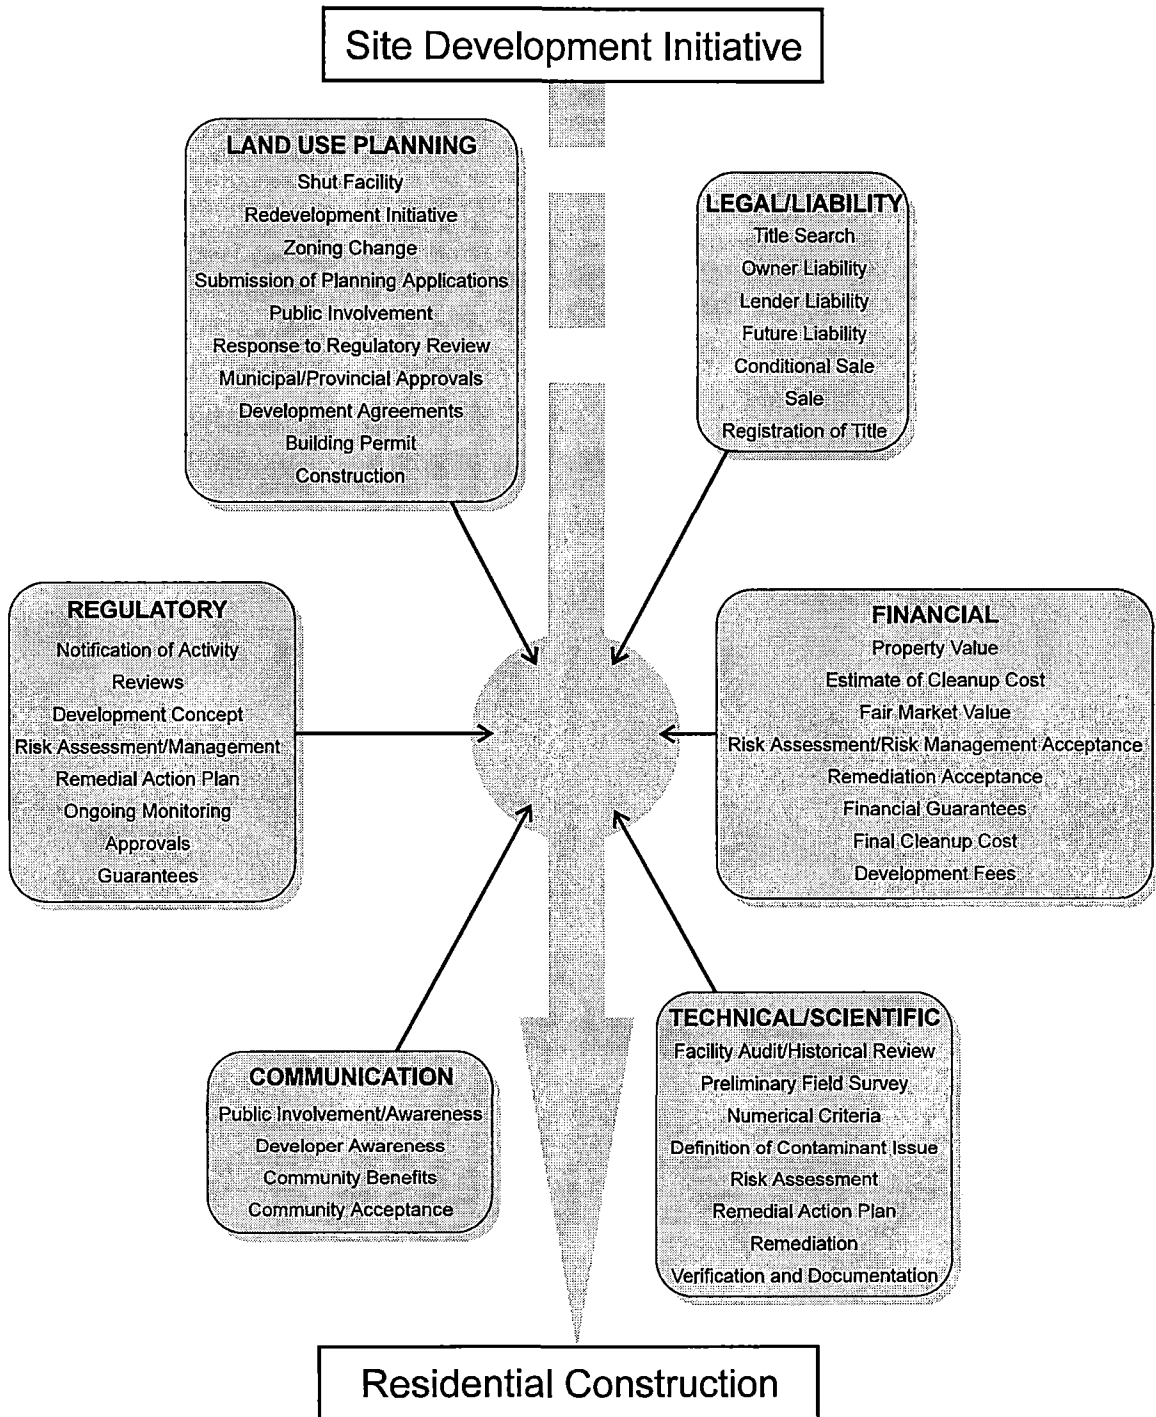 Site Development Initiative
LAND USE PLANNING
Shut Facility
Redevelopment Initiative
Zoning Change
Submission of Planning Applications
Public Involvement
Response to Regulatory Review
Municipal/Provincial Approvals
Development Agreements
Building Permit
Construction
LEGAL/LIABILITY
Title Search
Owner Liability
Lender Liability
Future Liability
Conditional Sale
Sale
Registration of Title
REGULATORY
Notification of Activity
Reviews
Development Concept
Risk Assessment/Management
Remedial Action Plan
Ongoing Monitoring
Approvals
Guarantees
FINANCIAL
Property Value
Estimate of Cleanup Cost
Fair Market Value
Risk Assessment/Risk Management Acceptance
Remediation Acceptance
Financial Guarantees
Final Cleanup Cost
Development Fees
COMMUNICATION
Public Involvement/Awareness
Developer Awareness
Community Benefits
Community Acceptance
TECHNICAL/SCIENTIFIC
Facility Audit/Historical Review
Preliminary Field Survey
Numerical Criteria
Definition of Contaminant Issue
Risk Assessment
Remedial Action Plan
Remediation
Verification and Documentation
Residential Construction